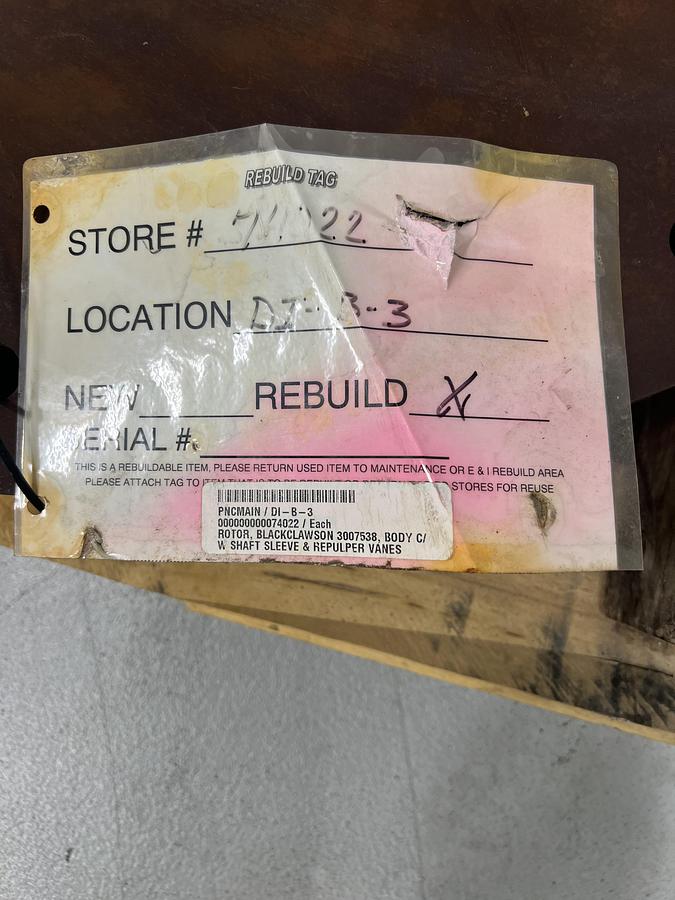 REBUILD TAG
STORE # 22
LOCATION DI-B-3
NEW REBUILD X
ERIAL #
THIS IS A REBUILDABLE ITEM, PLEASE RETURN USED ITEM TO MAINTENANCE OR E & I REBUILD AREA
PLEASE ATTACH TAG TO ITEM THAT IS TO BE STORES FOR REUSE
PNCMAIN / DI-B-3
000000000074022 / Each
ROTOR, BLACKCLAWSON 3007538, BODY C/
W SHAFT SLEEVE & REPULPER VANES